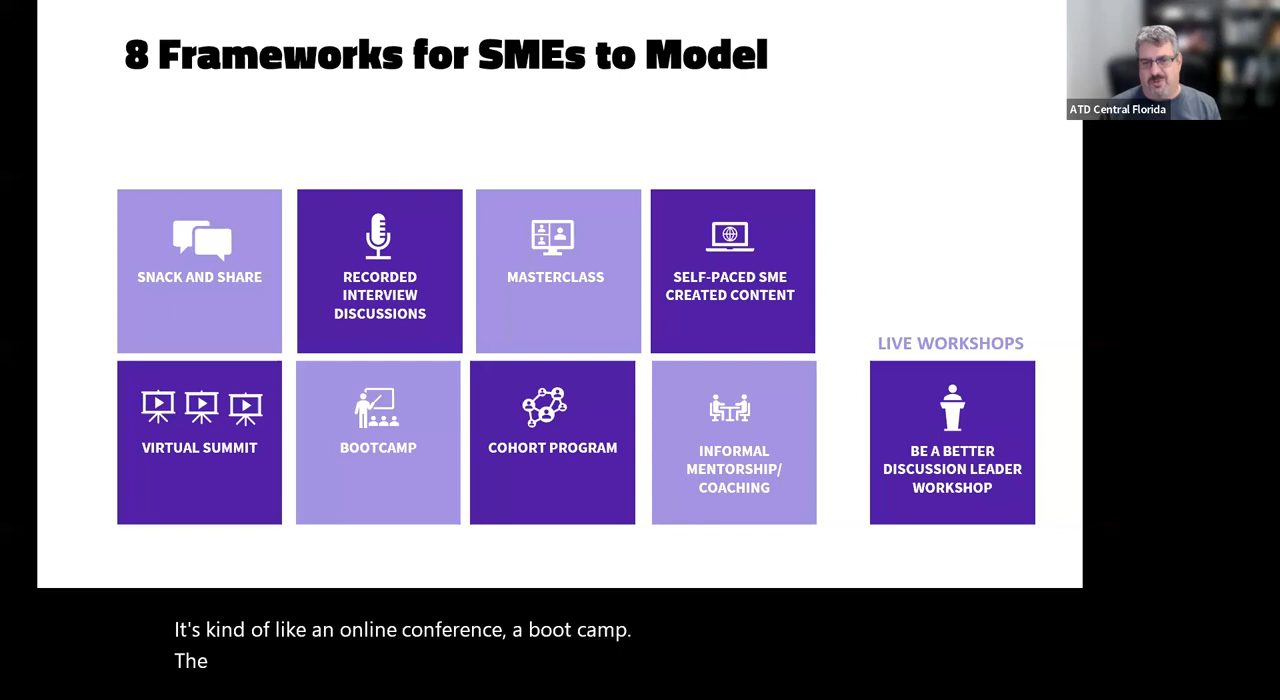 8 Frameworks for SMEs to Model
ATD Central Florida
SNACK AND SHARE
RECORDED
INTERVIEW
DISCUSSIONS
MASTERCLASS
SELF-PACED SME
CREATED CONTENT
LIVE WORKSHOPS
VIRTUAL SUMMIT
BOOTCAMP
COHORT PROGRAM
INFORMAL
MENTORSHIP/
COACHING
BE A BETTER
DISCUSSION LEADER
WORKSHOP
It's kind of like an online conference, a boot camp.
The